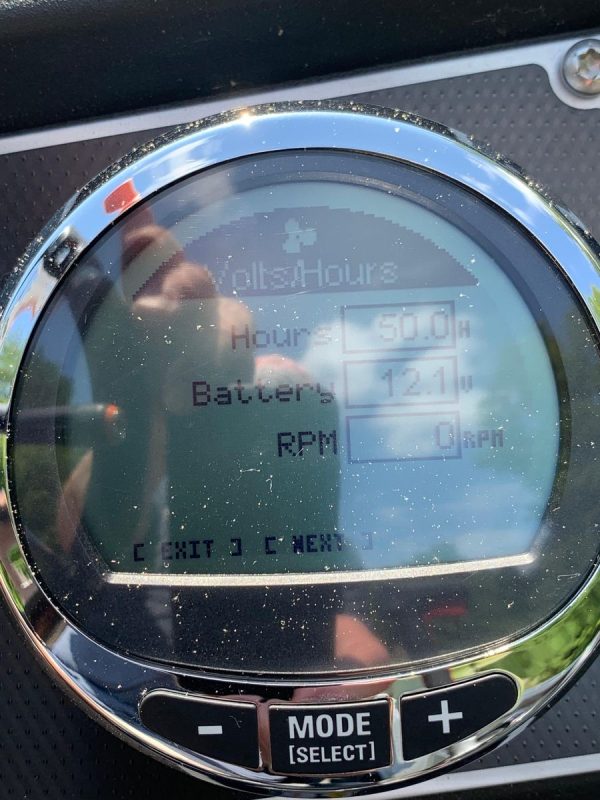 Volts/Hours
Hours 50.0 H
Battery 12.1 V
RPM 0 RPM
[ EXIT ] [ NEXT ]
- MODE +
[SELECT]